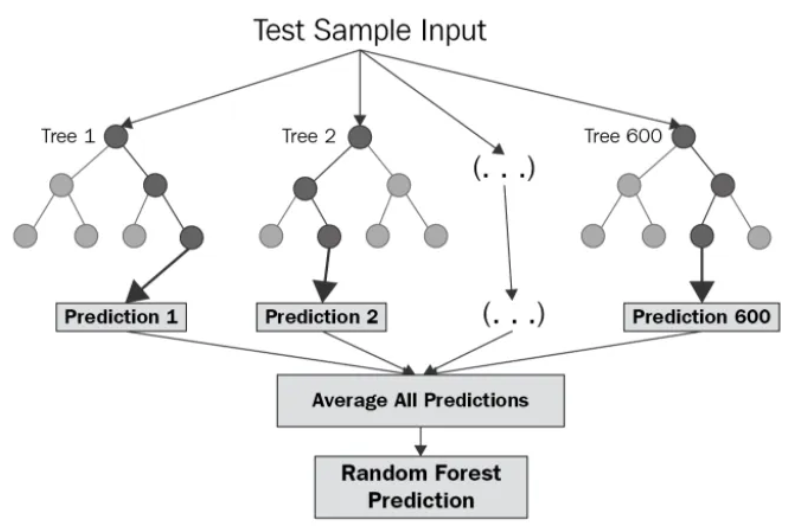 Test Sample Input
Tree 1
Tree 2
Tree 600
(. . .)
Prediction 1
Prediction 2
(. . .)
Prediction 600
Average All Predictions
Random Forest
Prediction